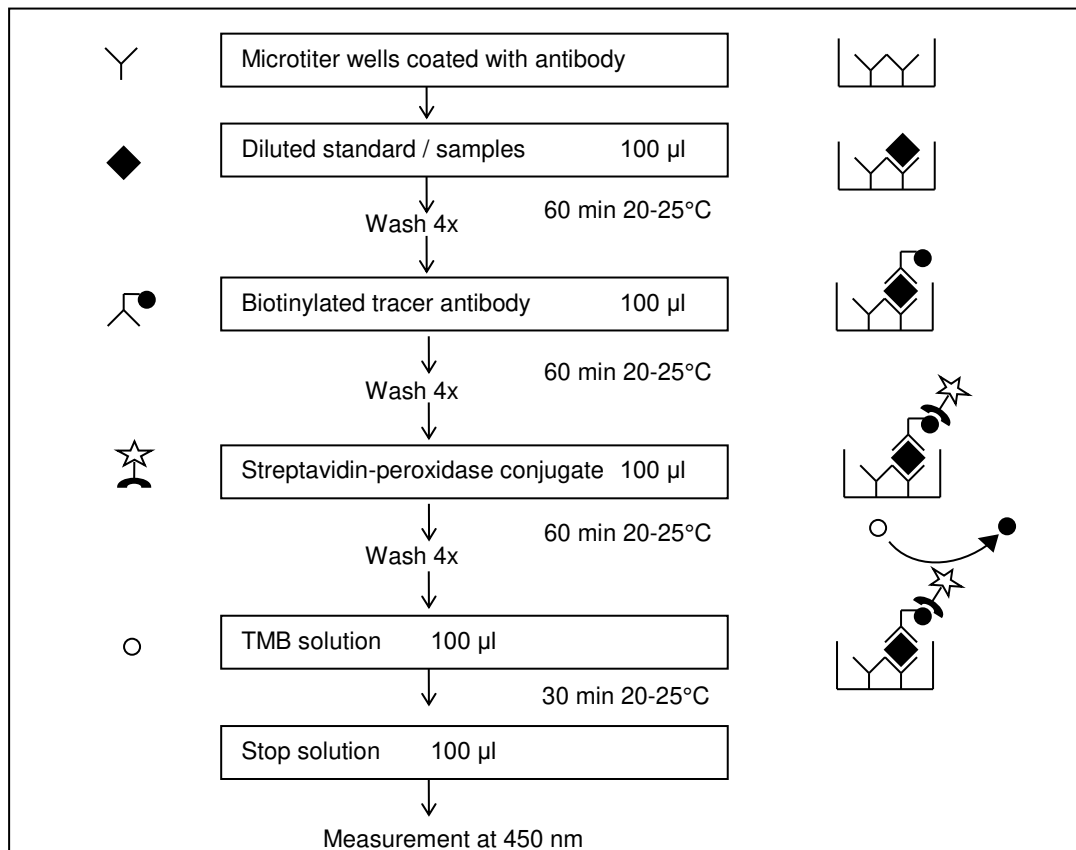 Microtiter wells coated with antibody
Diluted standard / samples 100 µl
60 min 20-25°C
Wash 4x
Biotinylated tracer antibody 100 µl
60 min 20-25°C
Wash 4x
Streptavidin-peroxidase conjugate 100 µl
60 min 20-25°C
Wash 4x
TMB solution 100 µl
30 min 20-25°C
Stop solution 100 µl
Measurement at 450 nm